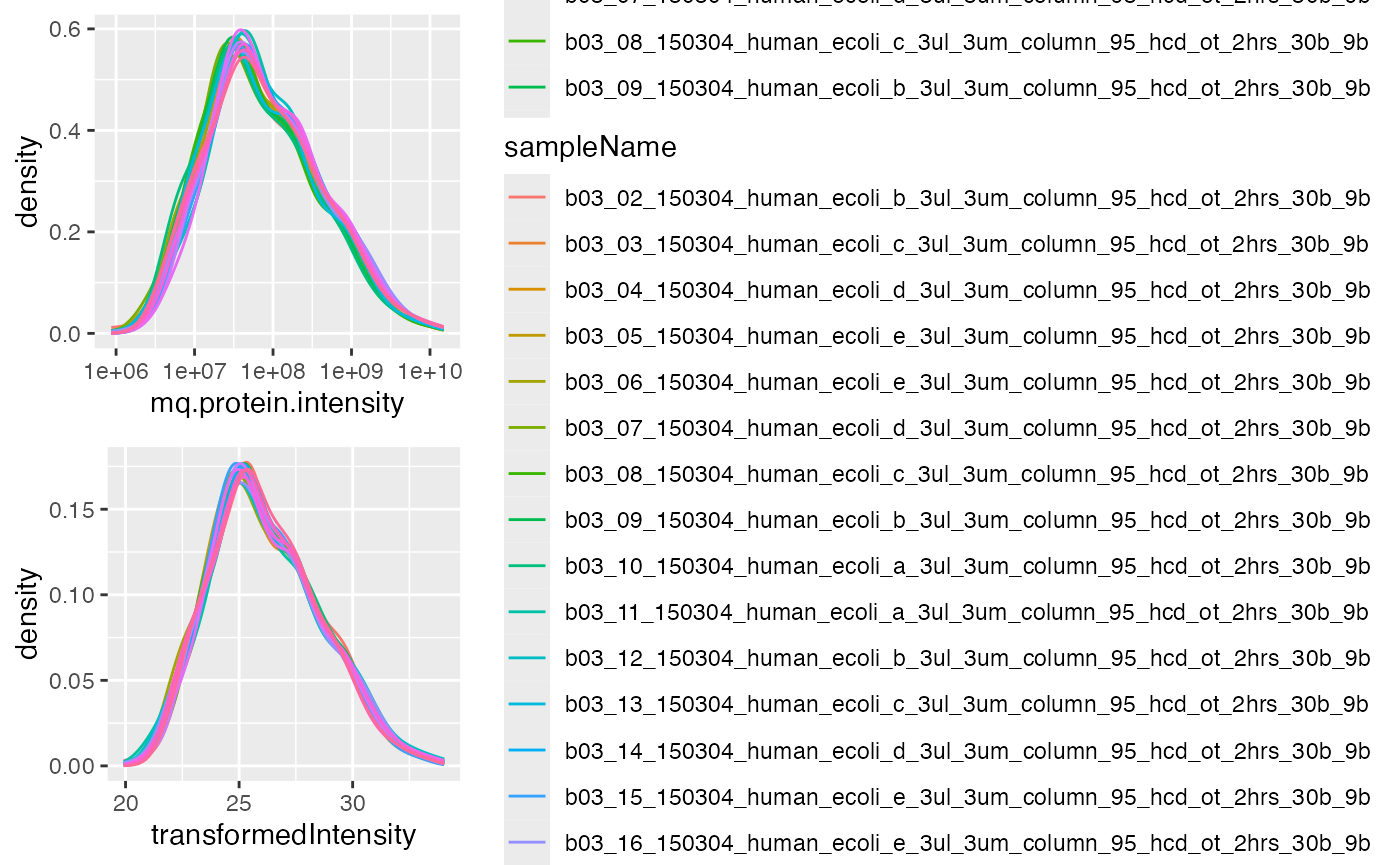 0.6
0.4
0.2
0.0
density
1e+06 1e+07 1e+08 1e+09 1e+10
mq.protein.intensity
0.15
0.10
0.05
0.00
density
20 25 30
transformedIntensity
b03_08_150304_human_ecoli_c_3ul_3um_column_95_hcd_ot_2hrs_30b_9b
b03_09_150304_human_ecoli_b_3ul_3um_column_95_hcd_ot_2hrs_30b_9b
sampleName
b03_02_150304_human_ecoli_b_3ul_3um_column_95_hcd_ot_2hrs_30b_9b
b03_03_150304_human_ecoli_c_3ul_3um_column_95_hcd_ot_2hrs_30b_9b
b03_04_150304_human_ecoli_d_3ul_3um_column_95_hcd_ot_2hrs_30b_9b
b03_05_150304_human_ecoli_e_3ul_3um_column_95_hcd_ot_2hrs_30b_9b
b03_06_150304_human_ecoli_e_3ul_3um_column_95_hcd_ot_2hrs_30b_9b
b03_07_150304_human_ecoli_d_3ul_3um_column_95_hcd_ot_2hrs_30b_9b
b03_08_150304_human_ecoli_c_3ul_3um_column_95_hcd_ot_2hrs_30b_9b
b03_09_150304_human_ecoli_b_3ul_3um_column_95_hcd_ot_2hrs_30b_9b
b03_10_150304_human_ecoli_a_3ul_3um_column_95_hcd_ot_2hrs_30b_9b
b03_11_150304_human_ecoli_a_3ul_3um_column_95_hcd_ot_2hrs_30b_9b
b03_12_150304_human_ecoli_b_3ul_3um_column_95_hcd_ot_2hrs_30b_9b
b03_13_150304_human_ecoli_c_3ul_3um_column_95_hcd_ot_2hrs_30b_9b
b03_14_150304_human_ecoli_d_3ul_3um_column_95_hcd_ot_2hrs_30b_9b
b03_15_150304_human_ecoli_e_3ul_3um_column_95_hcd_ot_2hrs_30b_9b
b03_16_150304_human_ecoli_e_3ul_3um_column_95_hcd_ot_2hrs_30b_9b